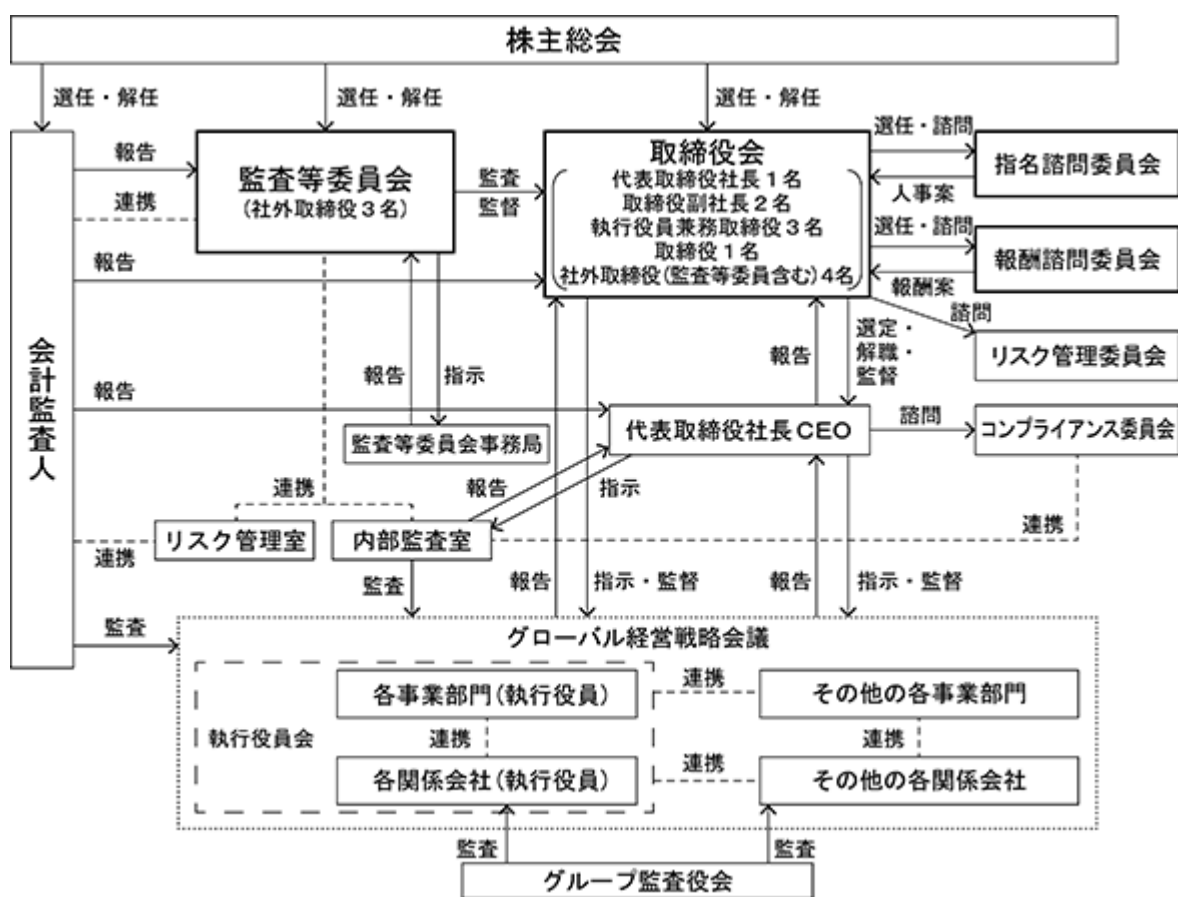 株主総会
選任・解任
選任・解任
選任・解任
会計監査人
報告
連携
監査等委員会
(社外取締役3名)
監査
監督
取締役会
代表取締役社長1名
取締役副社長2名
執行役員兼務取締役3名
取締役1名
社外取締役(監査等委員含む)4名
選任・諮問
指名諮問委員会
人事案
選任・諮問
報酬諮問委員会
報酬案
諮問
リスク管理委員会
報告
報告
指示
報告
選定・
解職・
監督
報告
監査等委員会事務局
代表取締役社長CEO
諮問
コンプライアンス委員会
連携
報告
指示
連携
リスク管理室
内部監査室
連携
監査
報告
指示・監督
報告
指示・監督
監査
グローバル経営戦略会議
執行役員会
各事業部門(執行役員)
連携
その他の各事業部門
連携
連携
各関係会社(執行役員)
連携
その他の各関係会社
監査
監査
グループ監査役会